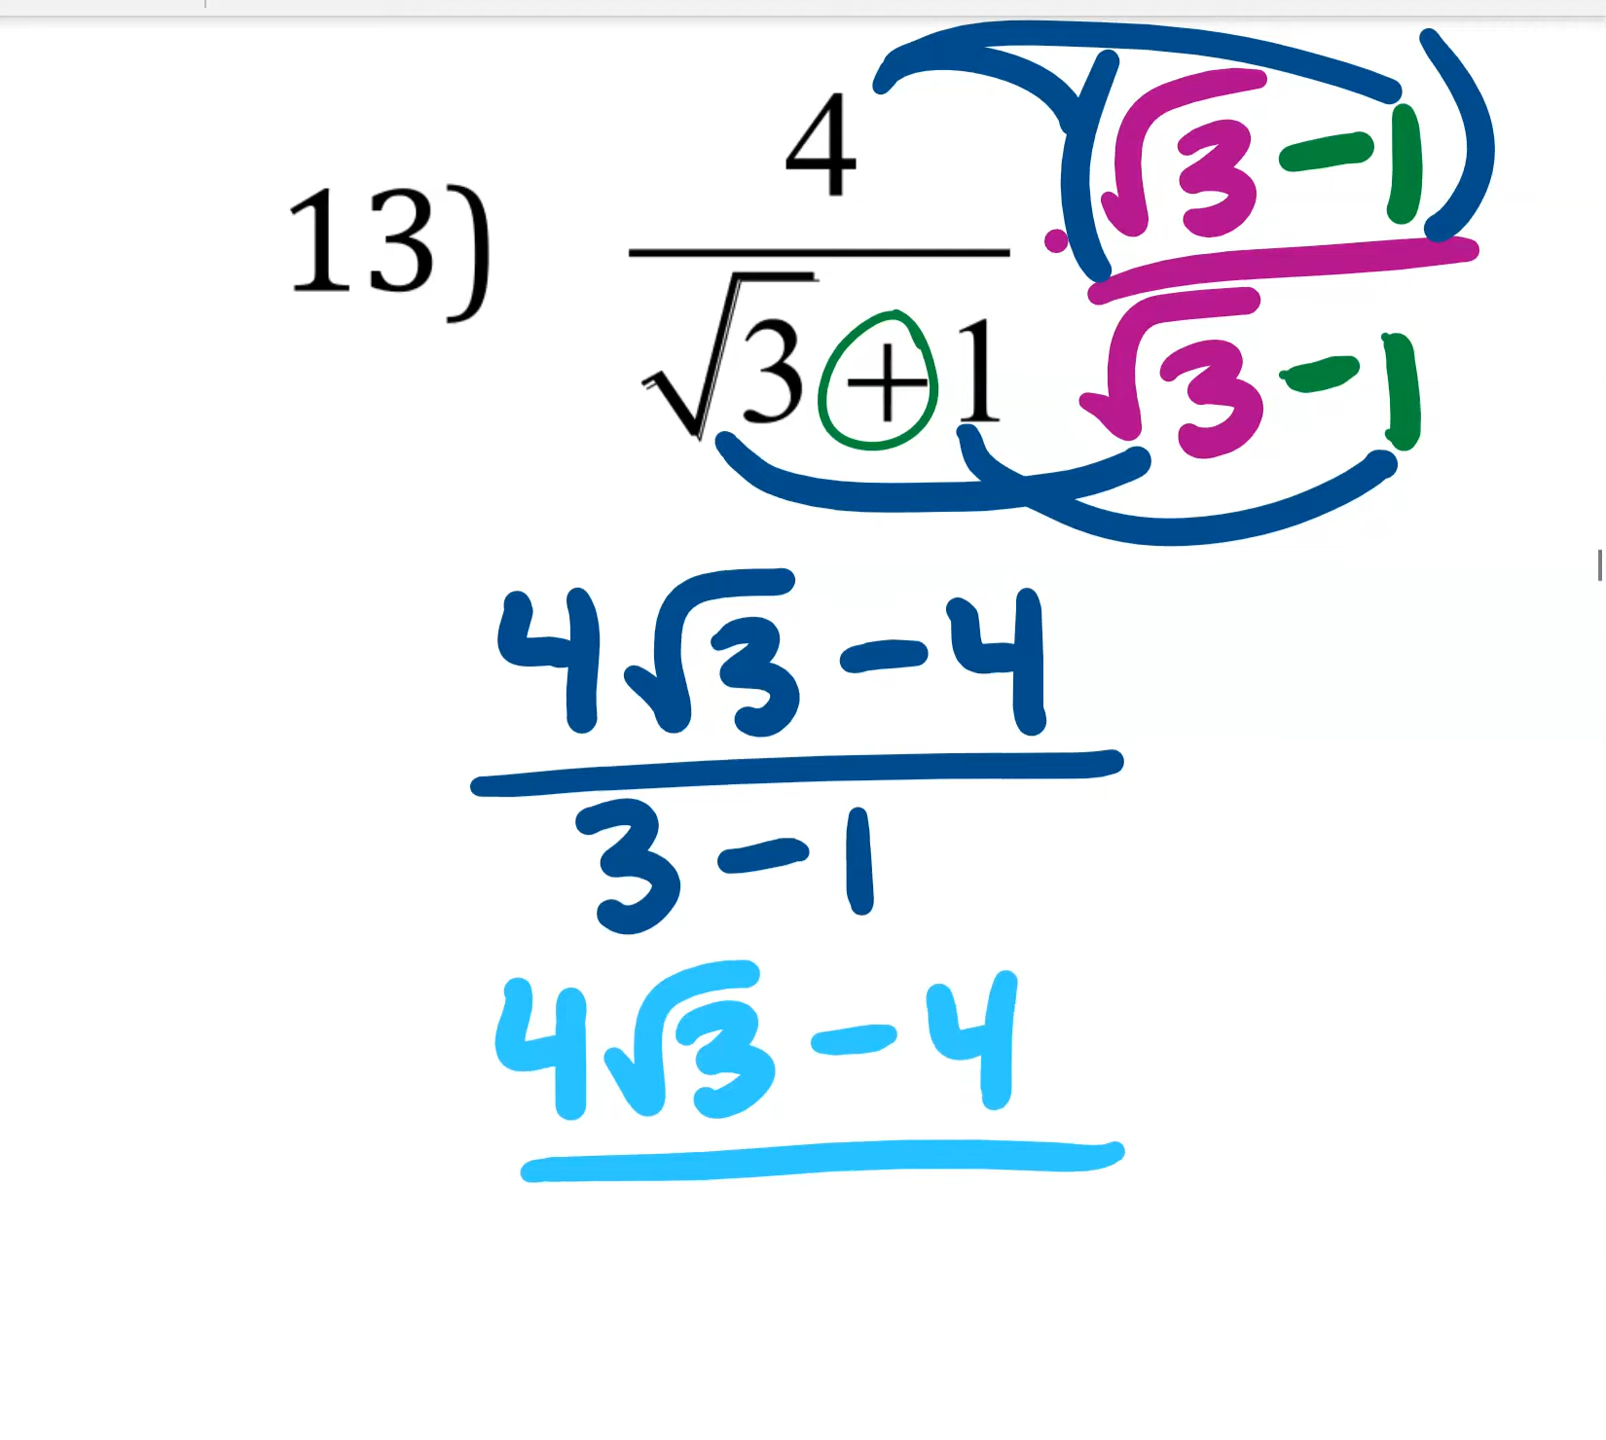 13) 4 / (√3 + 1) · (√3 - 1) / (√3 - 1)
4√3 - 4
3 - 1
4√3 - 4